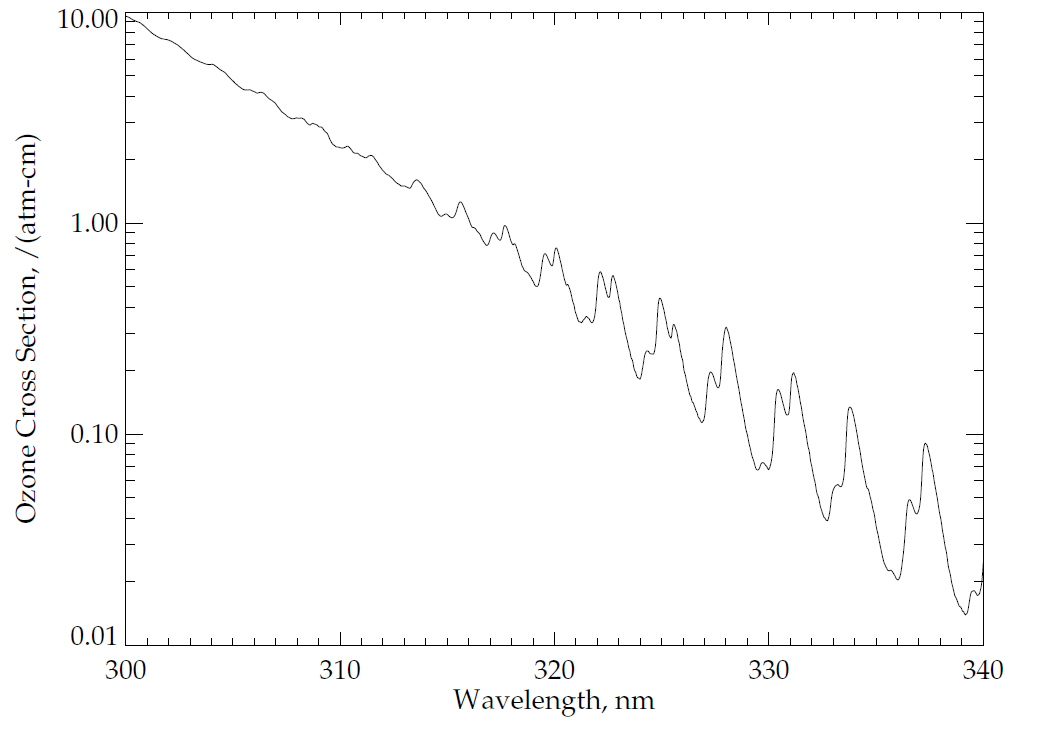 10.00
1.00
0.10
0.01
Ozone Cross Section, /(atm-cm)
300 310 320 330 340
Wavelength, nm